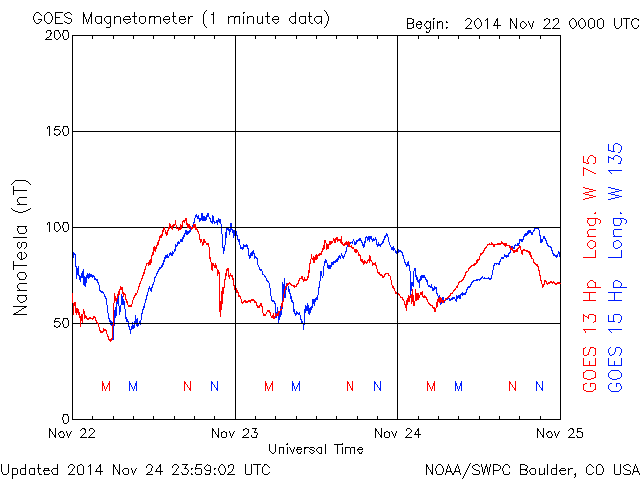 GOES Magnetometer (1 minute data)
Begin: 2014 Nov 22 0000 UTC
200
150
100
50
0
NanoTesla (nT)
M M N N M M N N M M N N
Nov 22 Nov 23 Nov 24 Nov 25
Universal Time
GOES 13 Hp Long. W 75
GOES 15 Hp Long. W 135
Updated 2014 Nov 24 23:59:02 UTC
NOAA/SWPC Boulder, CO USA